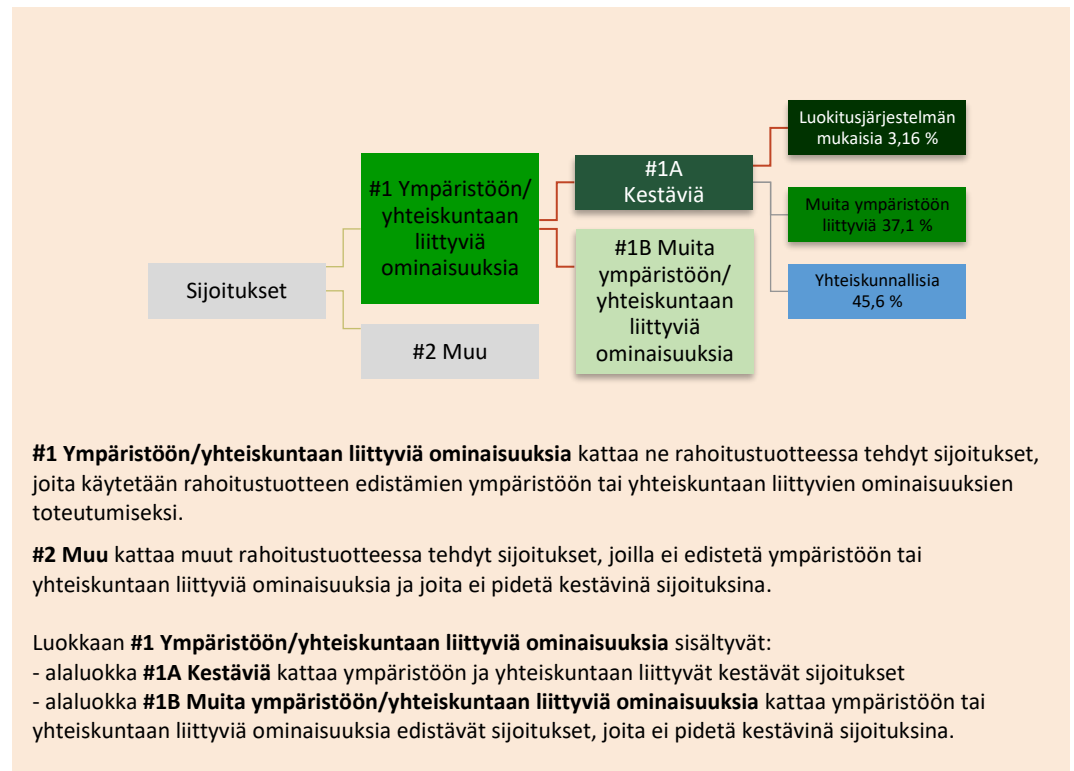 Luokitusjärjestelmän
mukaisia 3,16 %
#1 Ympäristöön/
yhteiskuntaan
liittyviä
ominaisuuksia
#1A
Kestäviä
Muita ympäristöön
liittyviä 37,1 %
Sijoitukset
#1B Muita
ympäristöön/
yhteiskuntaan
liittyviä
ominaisuuksia
Yhteiskunnallisia
45,6 %
#2 Muu
#1 Ympäristöön/yhteiskuntaan liittyviä ominaisuuksia kattaa ne rahoitustuotteessa tehdyt sijoitukset,
joita käytetään rahoitustuotteen edistämien ympäristöön tai yhteiskuntaan liittyvien ominaisuuksien
toteutumiseksi.
#2 Muu kattaa muut rahoitustuotteessa tehdyt sijoitukset, joilla ei edistetä ympäristöön tai
yhteiskuntaan liittyviä ominaisuuksia ja joita ei pidetä kestävinä sijoituksina.
Luokkaan #1 Ympäristöön/yhteiskuntaan liittyviä ominaisuuksia sisältyvät:
- alaluokka #1A Kestäviä kattaa ympäristöön ja yhteiskuntaan liittyvät kestävät sijoitukset
- alaluokka #1B Muita ympäristöön/yhteiskuntaan liittyviä ominaisuuksia kattaa ympäristöön tai
yhteiskuntaan liittyviä ominaisuuksia edistävät sijoitukset, joita ei pidetä kestävinä sijoituksina.